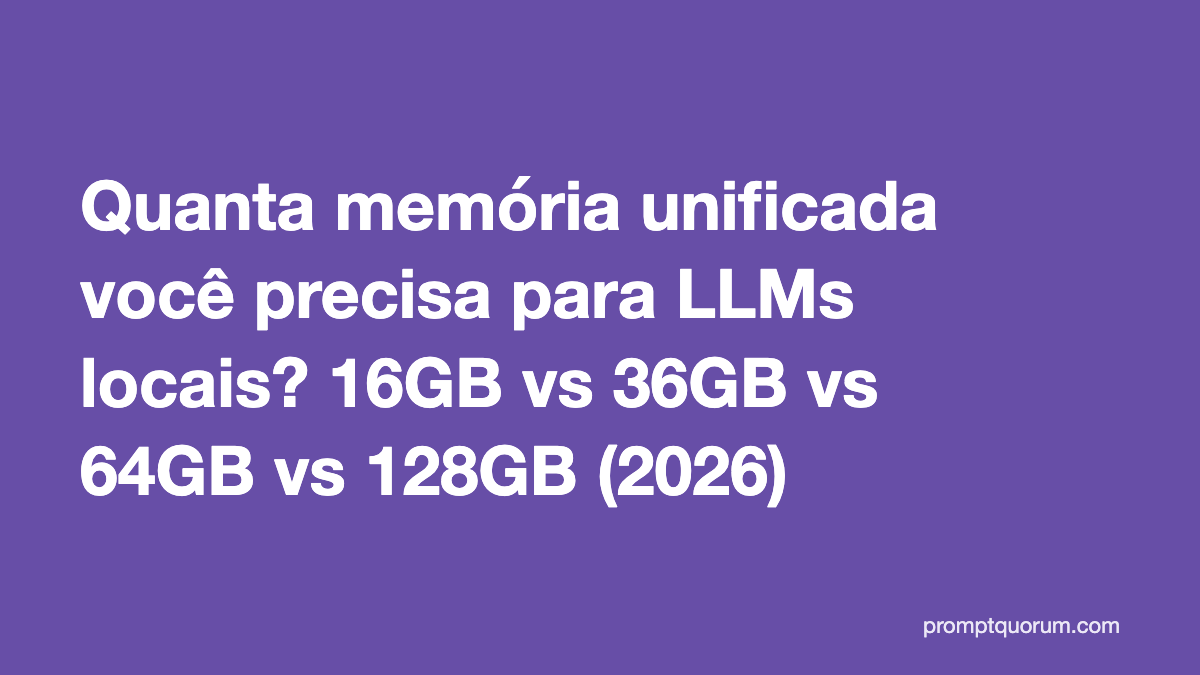 Quanta memória unificada
você precisa para LLMs
locais? 16GB vs 36GB vs
64GB vs 128GB (2026)
promptquorum.com